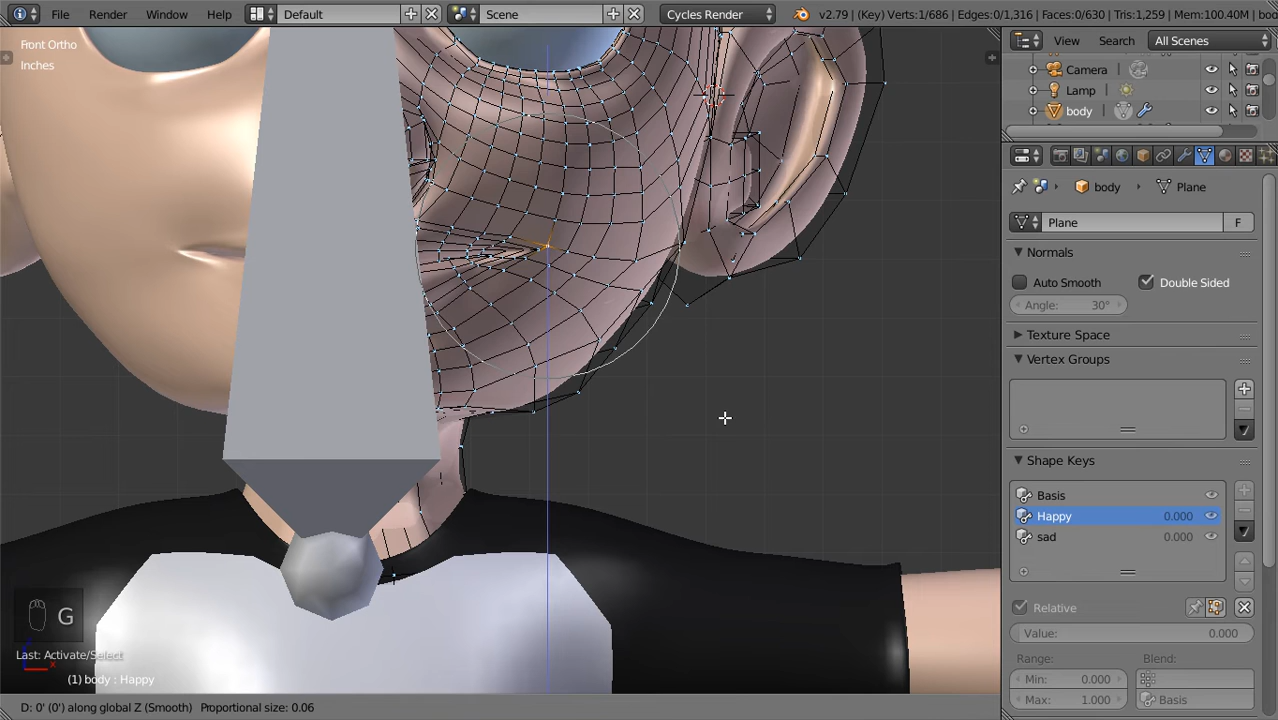 File Render Window Help Default Scene Cycles Render v2.79 | (Key) Verts:1/686 | Edges:0/1,316 | Faces:0/630 | Tris:1,259 | Mem:100.40M | bod
Front Ortho
Inches
View Search All Scenes
Camera
Lamp
body
body Plane
Plane F
Normals
Auto Smooth Double Sided
Angle: 30°
Texture Space
Vertex Groups
Shape Keys
Basis
Happy 0.000
sad 0.000
Relative
Value: 0.000
Range: Blend:
Min: 0.000
Max: 1.000 Basis
G
Last: Activate/Select
x
(1) body : Happy
D: 0' (0') along global Z (Smooth) Proportional size: 0.06